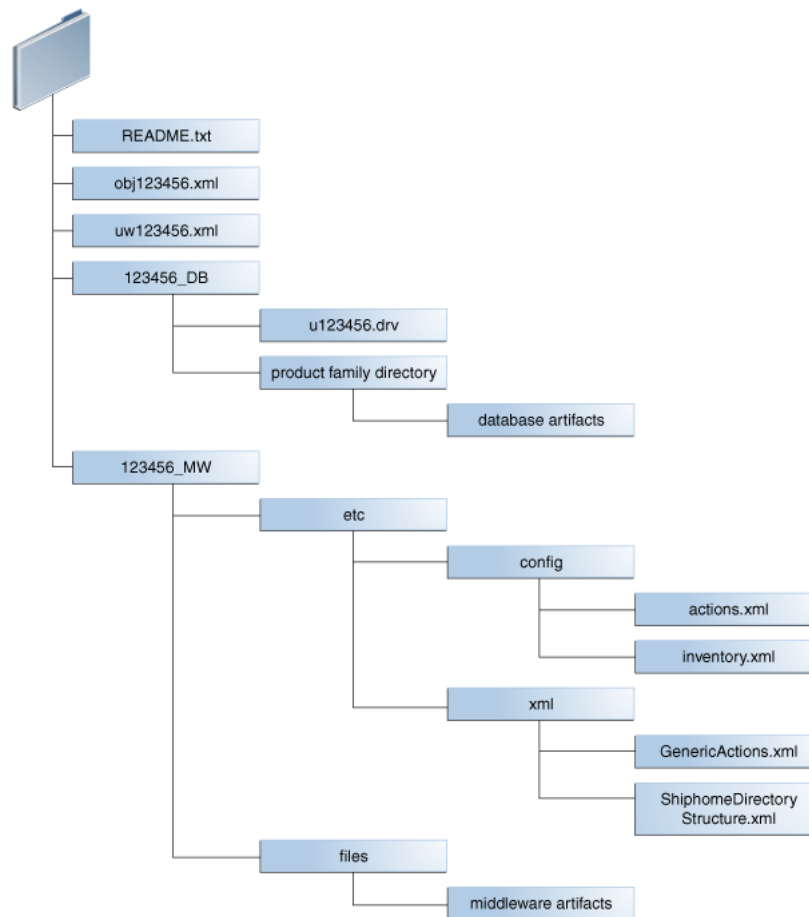 README.txt
obj123456.xml
uw123456.xml
123456_DB
u123456.drv
product family directory
database artifacts
123456_MW
etc
config
actions.xml
inventory.xml
xml
GenericActions.xml
ShiphomeDirectory
Structure.xml
files
middleware artifacts